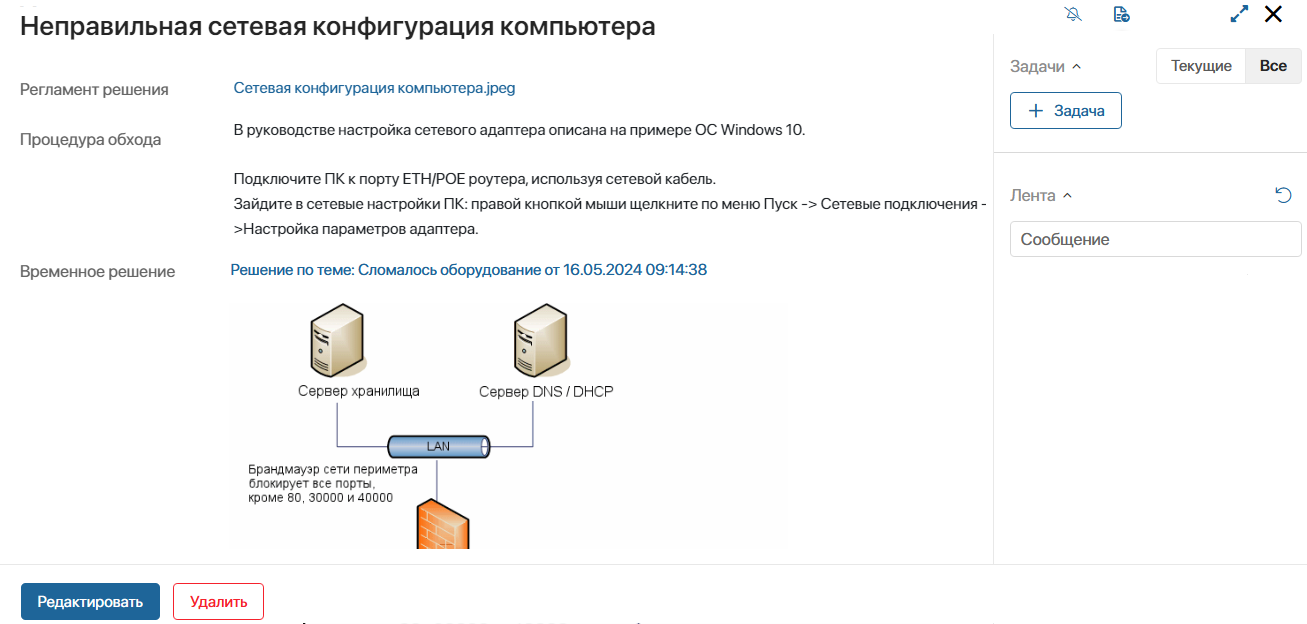 Неправильная сетевая конфигурация компьютера
Регламент решения
Сетевая конфигурация компьютера.jpeg
Процедура обхода
В руководстве настройка сетевого адаптера описана на примере ОС Windows 10.
Подключите ПК к порту ETH/POE роутера, используя сетевой кабель.
Зайдите в сетевые настройки ПК: правой кнопкой мыши щелкните по меню Пуск -> Сетевые подключения -
>Настройка параметров адаптера.
Временное решение
Решение по теме: Сломалось оборудование от 16.05.2024 09:14:38
Сервер хранилища
Сервер DNS / DHCP
LAN
Брандмауэр сети периметра
блокирует все порты,
кроме 80, 30000 и 40000
Редактировать
Удалить
Задачи
Текущие
Все
+ Задача
Лента
Сообщение